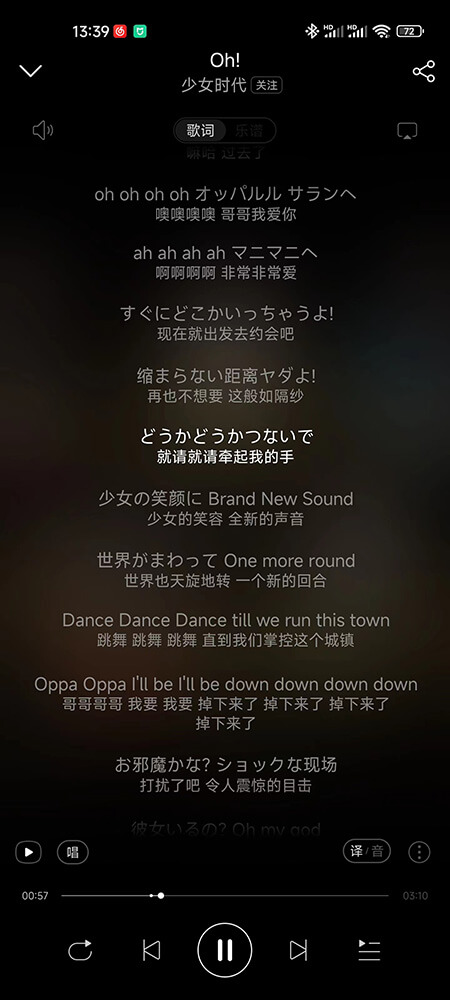 13:39
HD HD 72
Oh!
少女时代 关注
歌词 乐谱
嘛哈 过去了
oh oh oh oh オッパルル サランヘ
噢噢噢噢 哥哥我爱你
ah ah ah ah マニマニヘ
啊啊啊啊 非常非常爱
すぐにどこかいっちゃうよ!
现在就出发去约会吧
縮まらない距离ヤダよ!
再也不想要 这般如隔纱
どうかどうかつないで
就请就请牵起我的手
少女の笑颜に Brand New Sound
少女的笑容 全新的声音
世界がまわって One more round
世界也天旋地转 一个新的回合
Dance Dance Dance till we run this town
跳舞 跳舞 跳舞 直到我们掌控这个城镇
Oppa Oppa I'll be I'll be down down down down
哥哥哥哥 我要 我要 掉下来了 掉下来了 掉下来了
掉下来了
お邪魔かな? ショックな现场
打扰了吧 令人震惊的目击
彼女いるの? Oh my god
唱 译/音
00:57 03:10